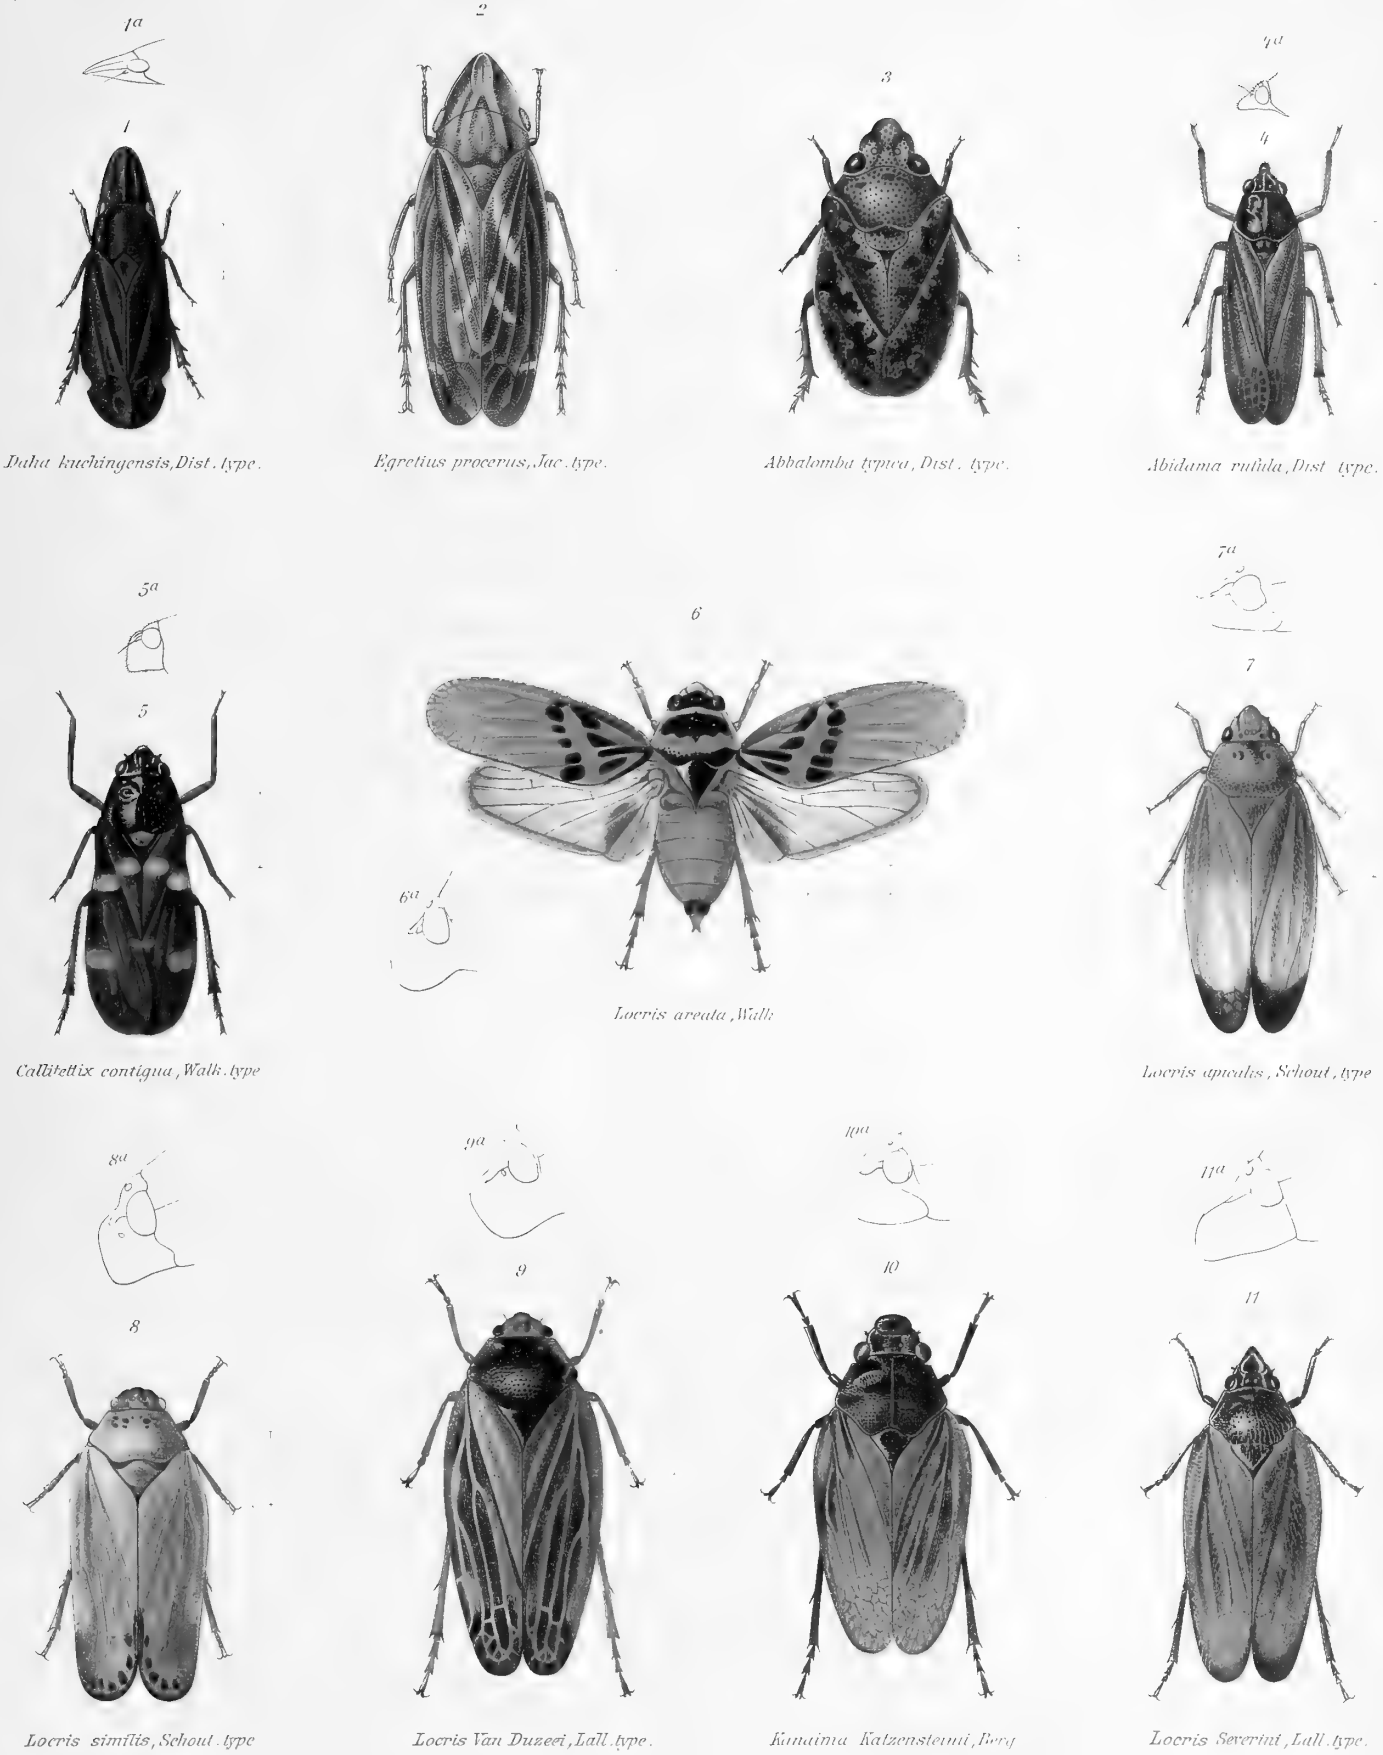 1a
2
3
4a
1
4
Daha kuchingensis, Dist. type.
Egretius procerus, Jac. type.
Abbalomba typica, Dist. type.
Abidama rufula, Dist type.
5a
6
7a
5
7
6a
Locris areata, Walk
Callitettix contigua, Walk. type
Locris apicalis, Schout, type
8a
9a
10a
11a
8
9
10
11
Locris similis, Schout. type
Locris Van Duzeei, Lall. type.
Kanaima Katzensteinii, Berg
Locris Severini, Lall. type.